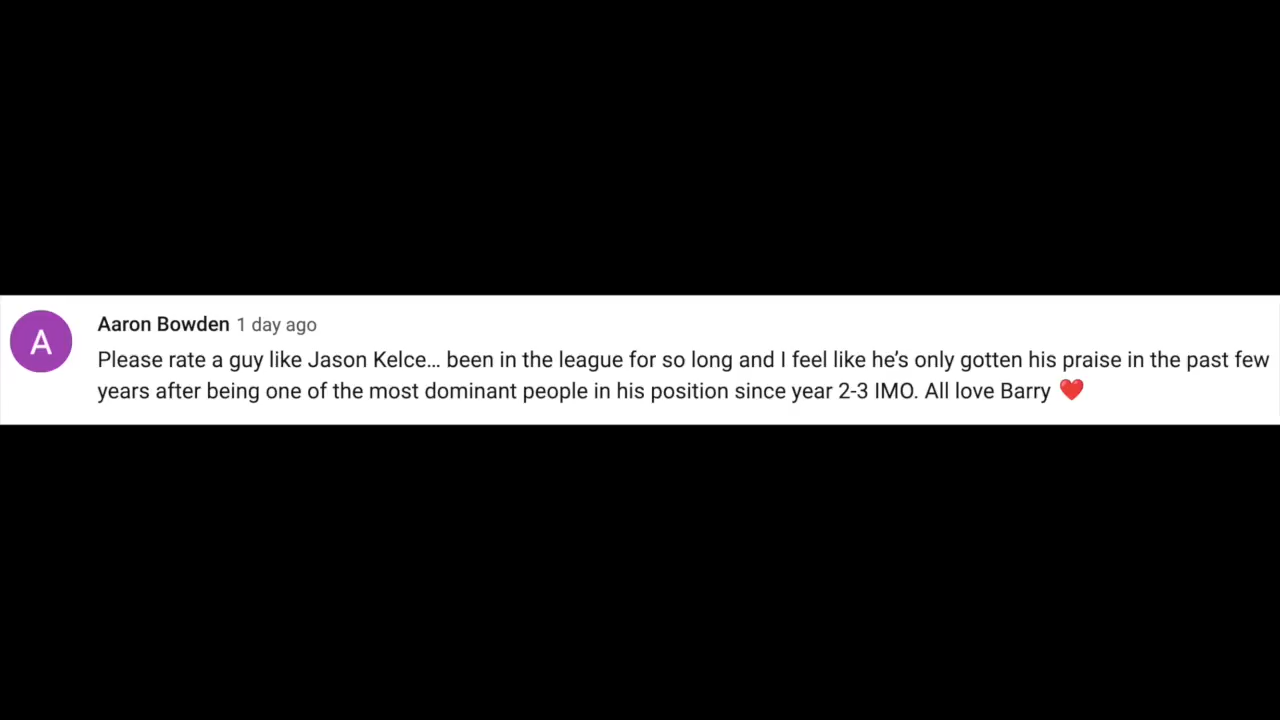 A
Aaron Bowden 1 day ago
Please rate a guy like Jason Kelce... been in the league for so long and I feel like he’s only gotten his praise in the past few
years after being one of the most dominant people in his position since year 2-3 IMO. All love Barry ❤️